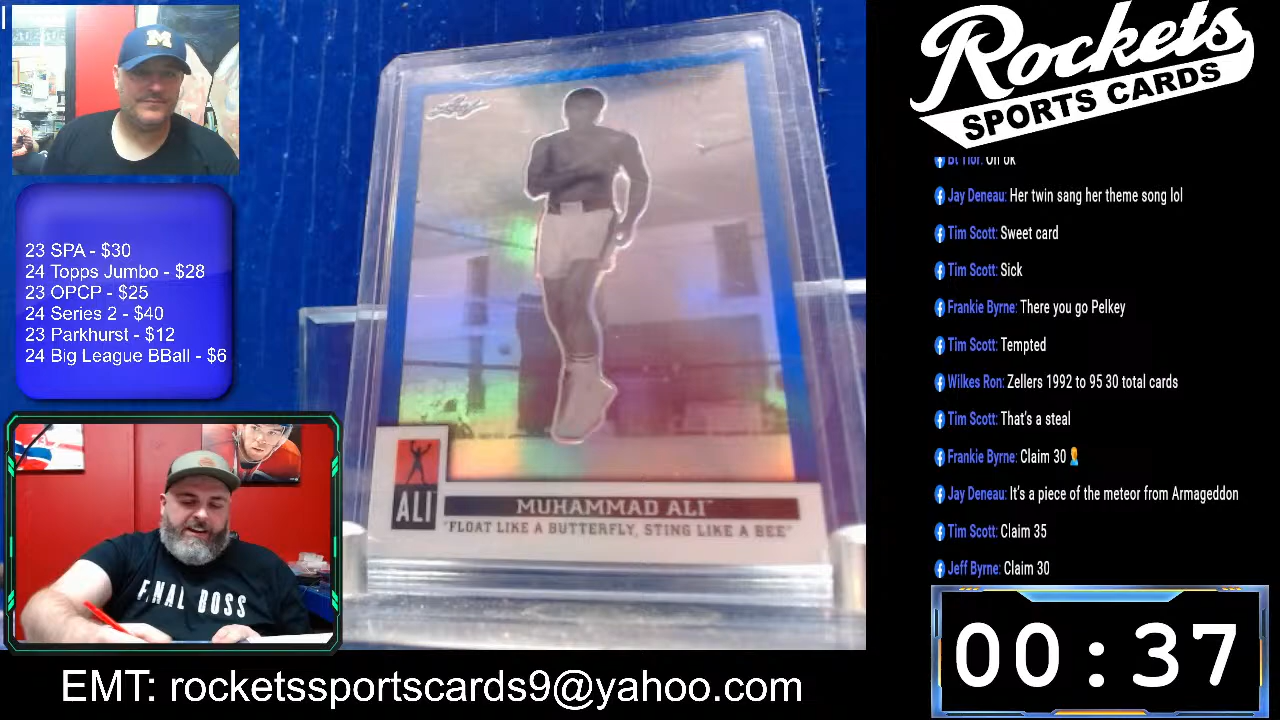 M
23 SPA - $30
24 Topps Jumbo - $28
23 OPCP - $25
24 Series 2 - $40
23 Parkhurst - $12
24 Big League BBall - $6
F NAL BOSS
Leaf
ALI
MUHAMMAD ALI™
"FLOAT LIKE A BUTTERFLY, STING LIKE A BEE"
Rockets
SPORTS CARDS
Jay Deneau: Her twin sang her theme song lol
Tim Scott: Sweet card
Tim Scott: Sick
Frankie Byrne: There you go Pelkey
Tim Scott: Tempted
Wilkes Ron: Zellers 1992 to 95 30 total cards
Tim Scott: That's a steal
Frankie Byrne: Claim 30
Jay Deneau: It's a piece of the meteor from Armageddon
Tim Scott: Claim 35
Jeff Byrne: Claim 30
00:37
EMT: rocketssportscards9@yahoo.com